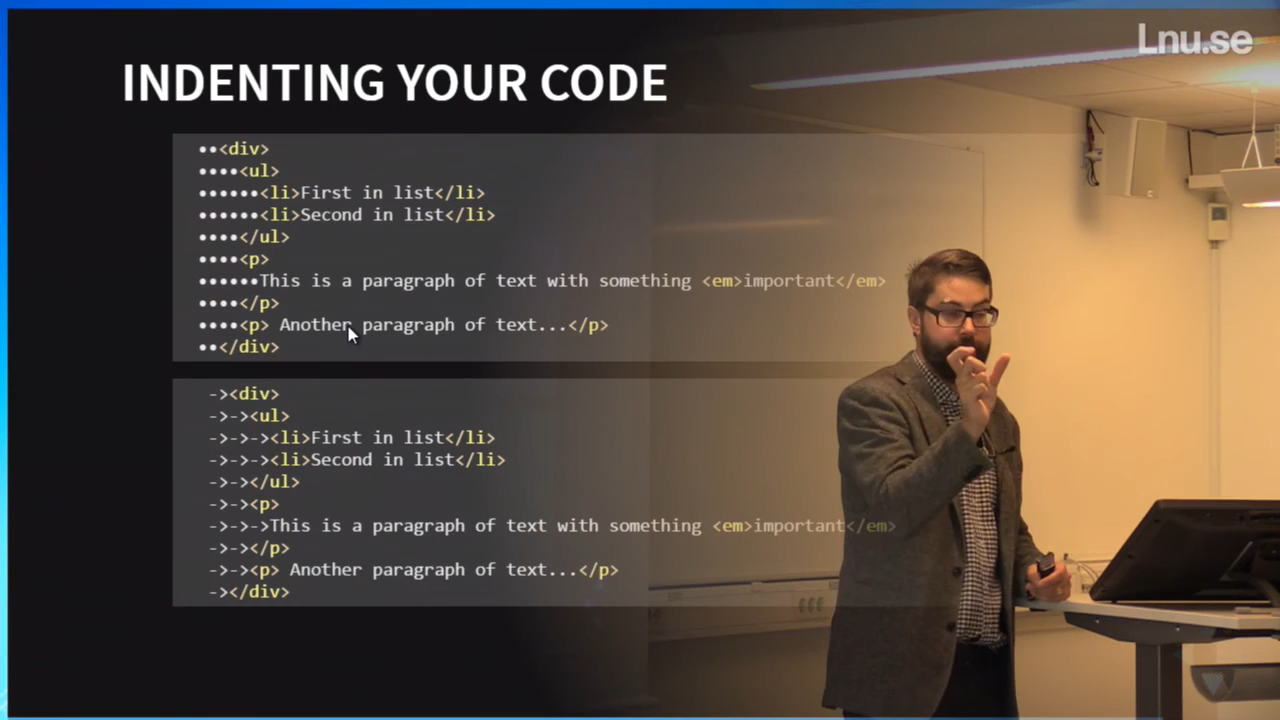 Lnu.se
INDENTING YOUR CODE
••<div>
••••<ul>
••••••<li>First in list</li>
••••••<li>Second in list</li>
••••</ul>
••••<p>
••••••This is a paragraph of text with something <em>important</em>
••••</p>
••••<p> Another paragraph of text...</p>
••</div>
-><div>
->-><ul>
->->-><li>First in list</li>
->->-><li>Second in list</li>
->-></ul>
->-><p>
->->->This is a paragraph of text with something <em>important</em>
->-></p>
->-><p> Another paragraph of text...</p>
-></div>